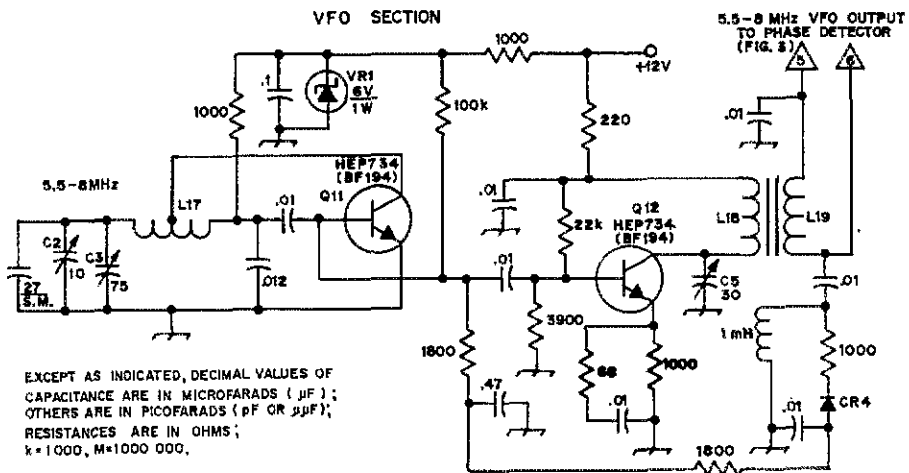 VFO SECTION
5.5-8 MHz VFO OUTPUT
TO PHASE DETECTOR
(FIG. 3)
5
6
1000
+12V
.1
VR1
6V
1W
1000
100k
220
.01
HEP734
(BF194)
Q11
5.5-8MHz
L17
.01
.01
Q12
HEP734
(BF194)
L18
L19
22k
C2
10
C3
75
27
S.M.
.012
.01
C5
30
.01
3900
1mH
1800
68
1000
1000
.47
.01
.01
CR4
1800
EXCEPT AS INDICATED, DECIMAL VALUES OF
CAPACITANCE ARE IN MICROFARADS (µF);
OTHERS ARE IN PICOFARADS (pF OR µµF);
RESISTANCES ARE IN OHMS;
k=1000, M=1000 000.